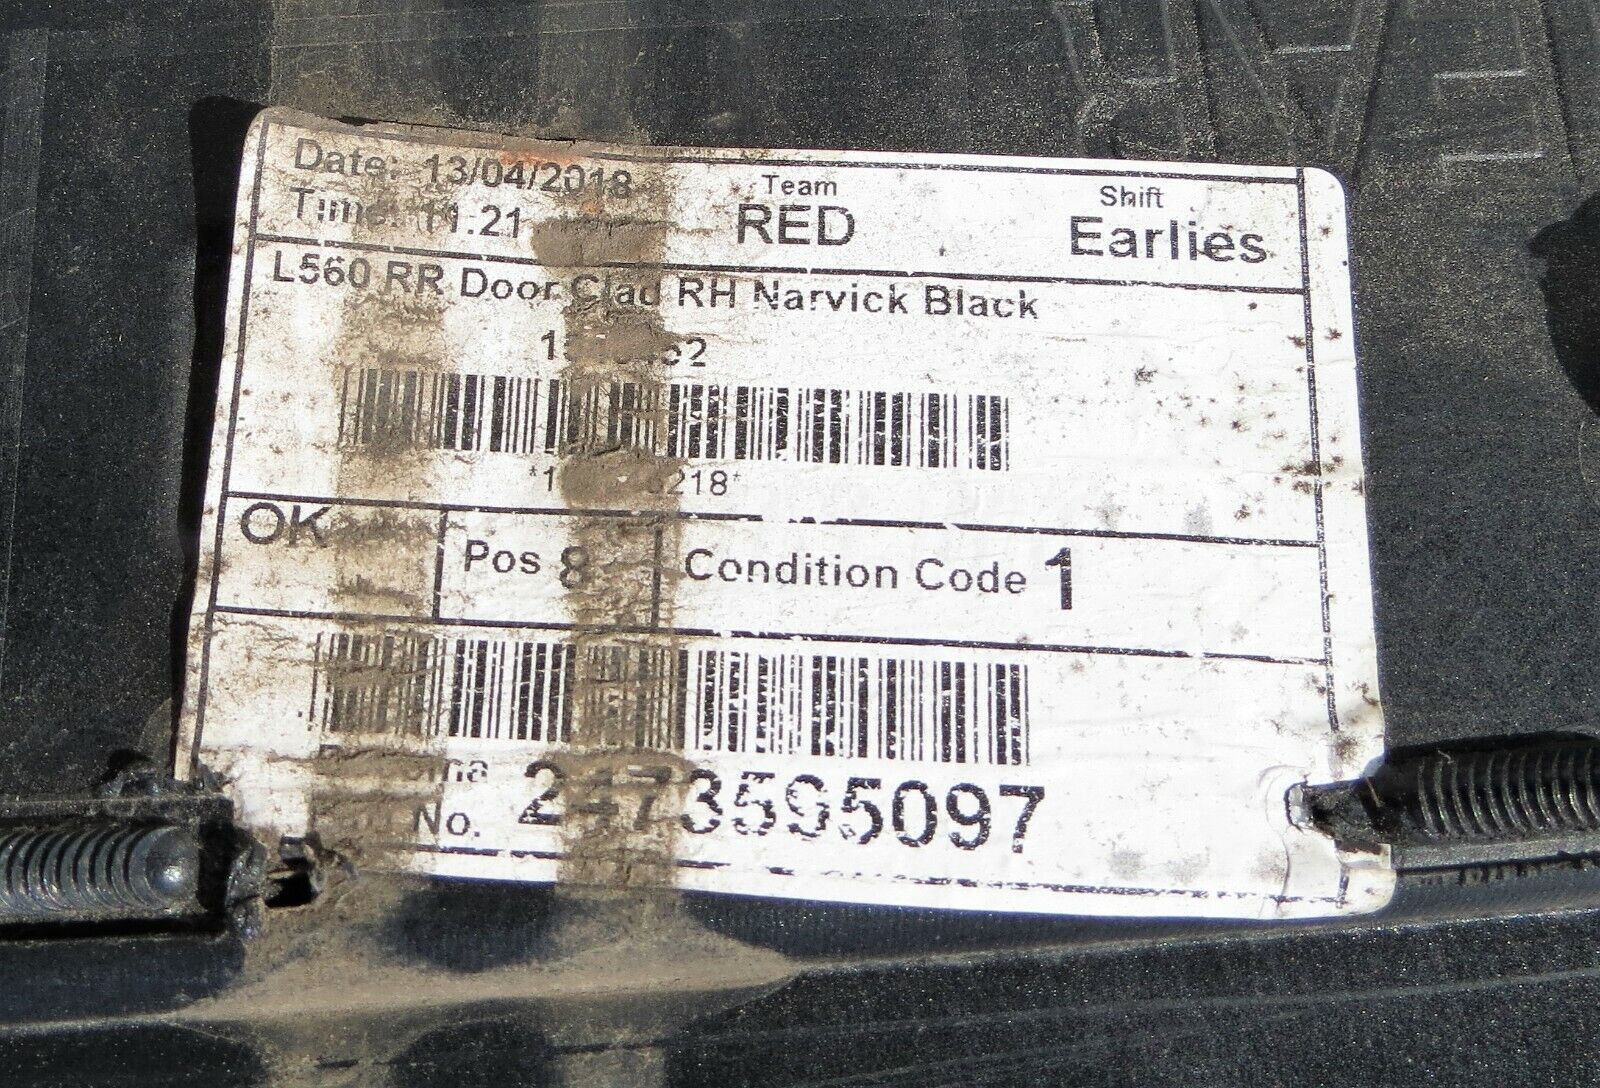 Date: 13/04/2018
Time: 11.21
Team
RED
Shift
Earlies
L560 RR Door Clad RH Narvick Black
OK
Pos 8
Condition Code 1
No.